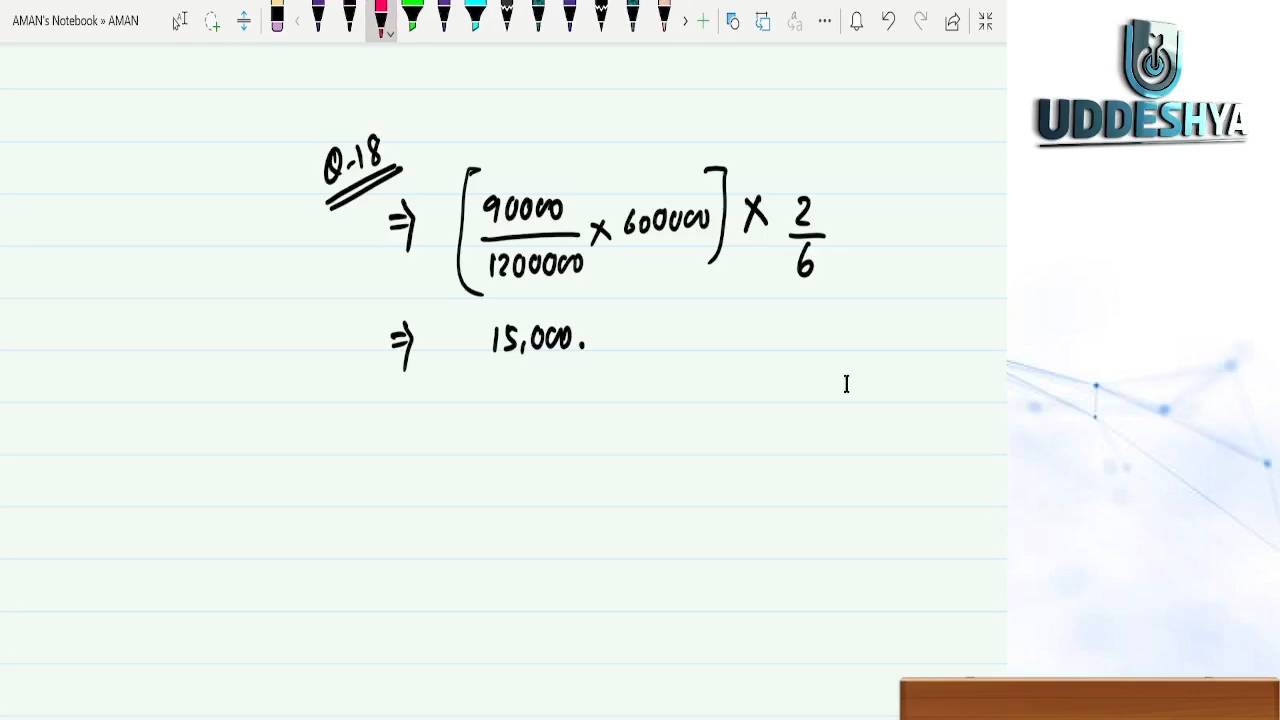 AMAN's Notebook » AMAN
UDDESHYA
Q-18
⇒ [90000/1200000 × 600000] × 2/6
⇒ 15,000.